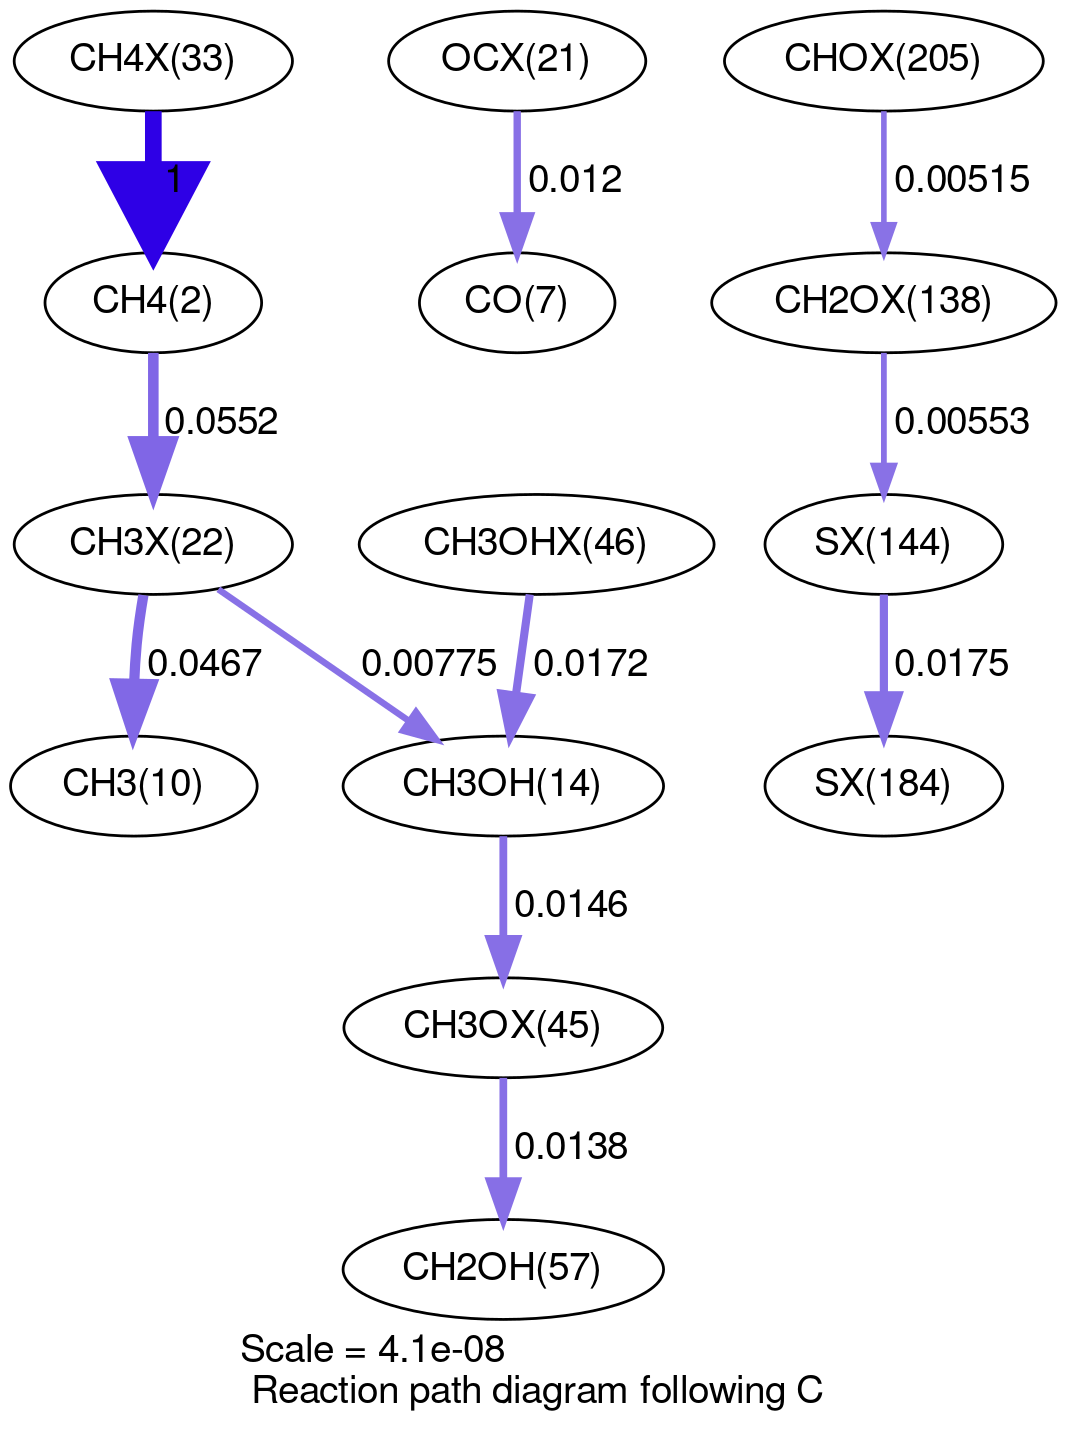 CH4X(33)
OCX(21)
CHOX(205)
1
0.012
0.00515
CH4(2)
CO(7)
CH2OX(138)
0.0552
0.00553
CH3X(22)
CH3OHX(46)
SX(144)
0.0467
0.00775
0.0172
0.0175
CH3(10)
CH3OH(14)
SX(184)
0.0146
CH3OX(45)
0.0138
CH2OH(57)
Scale = 4.1e-08
Reaction path diagram following C